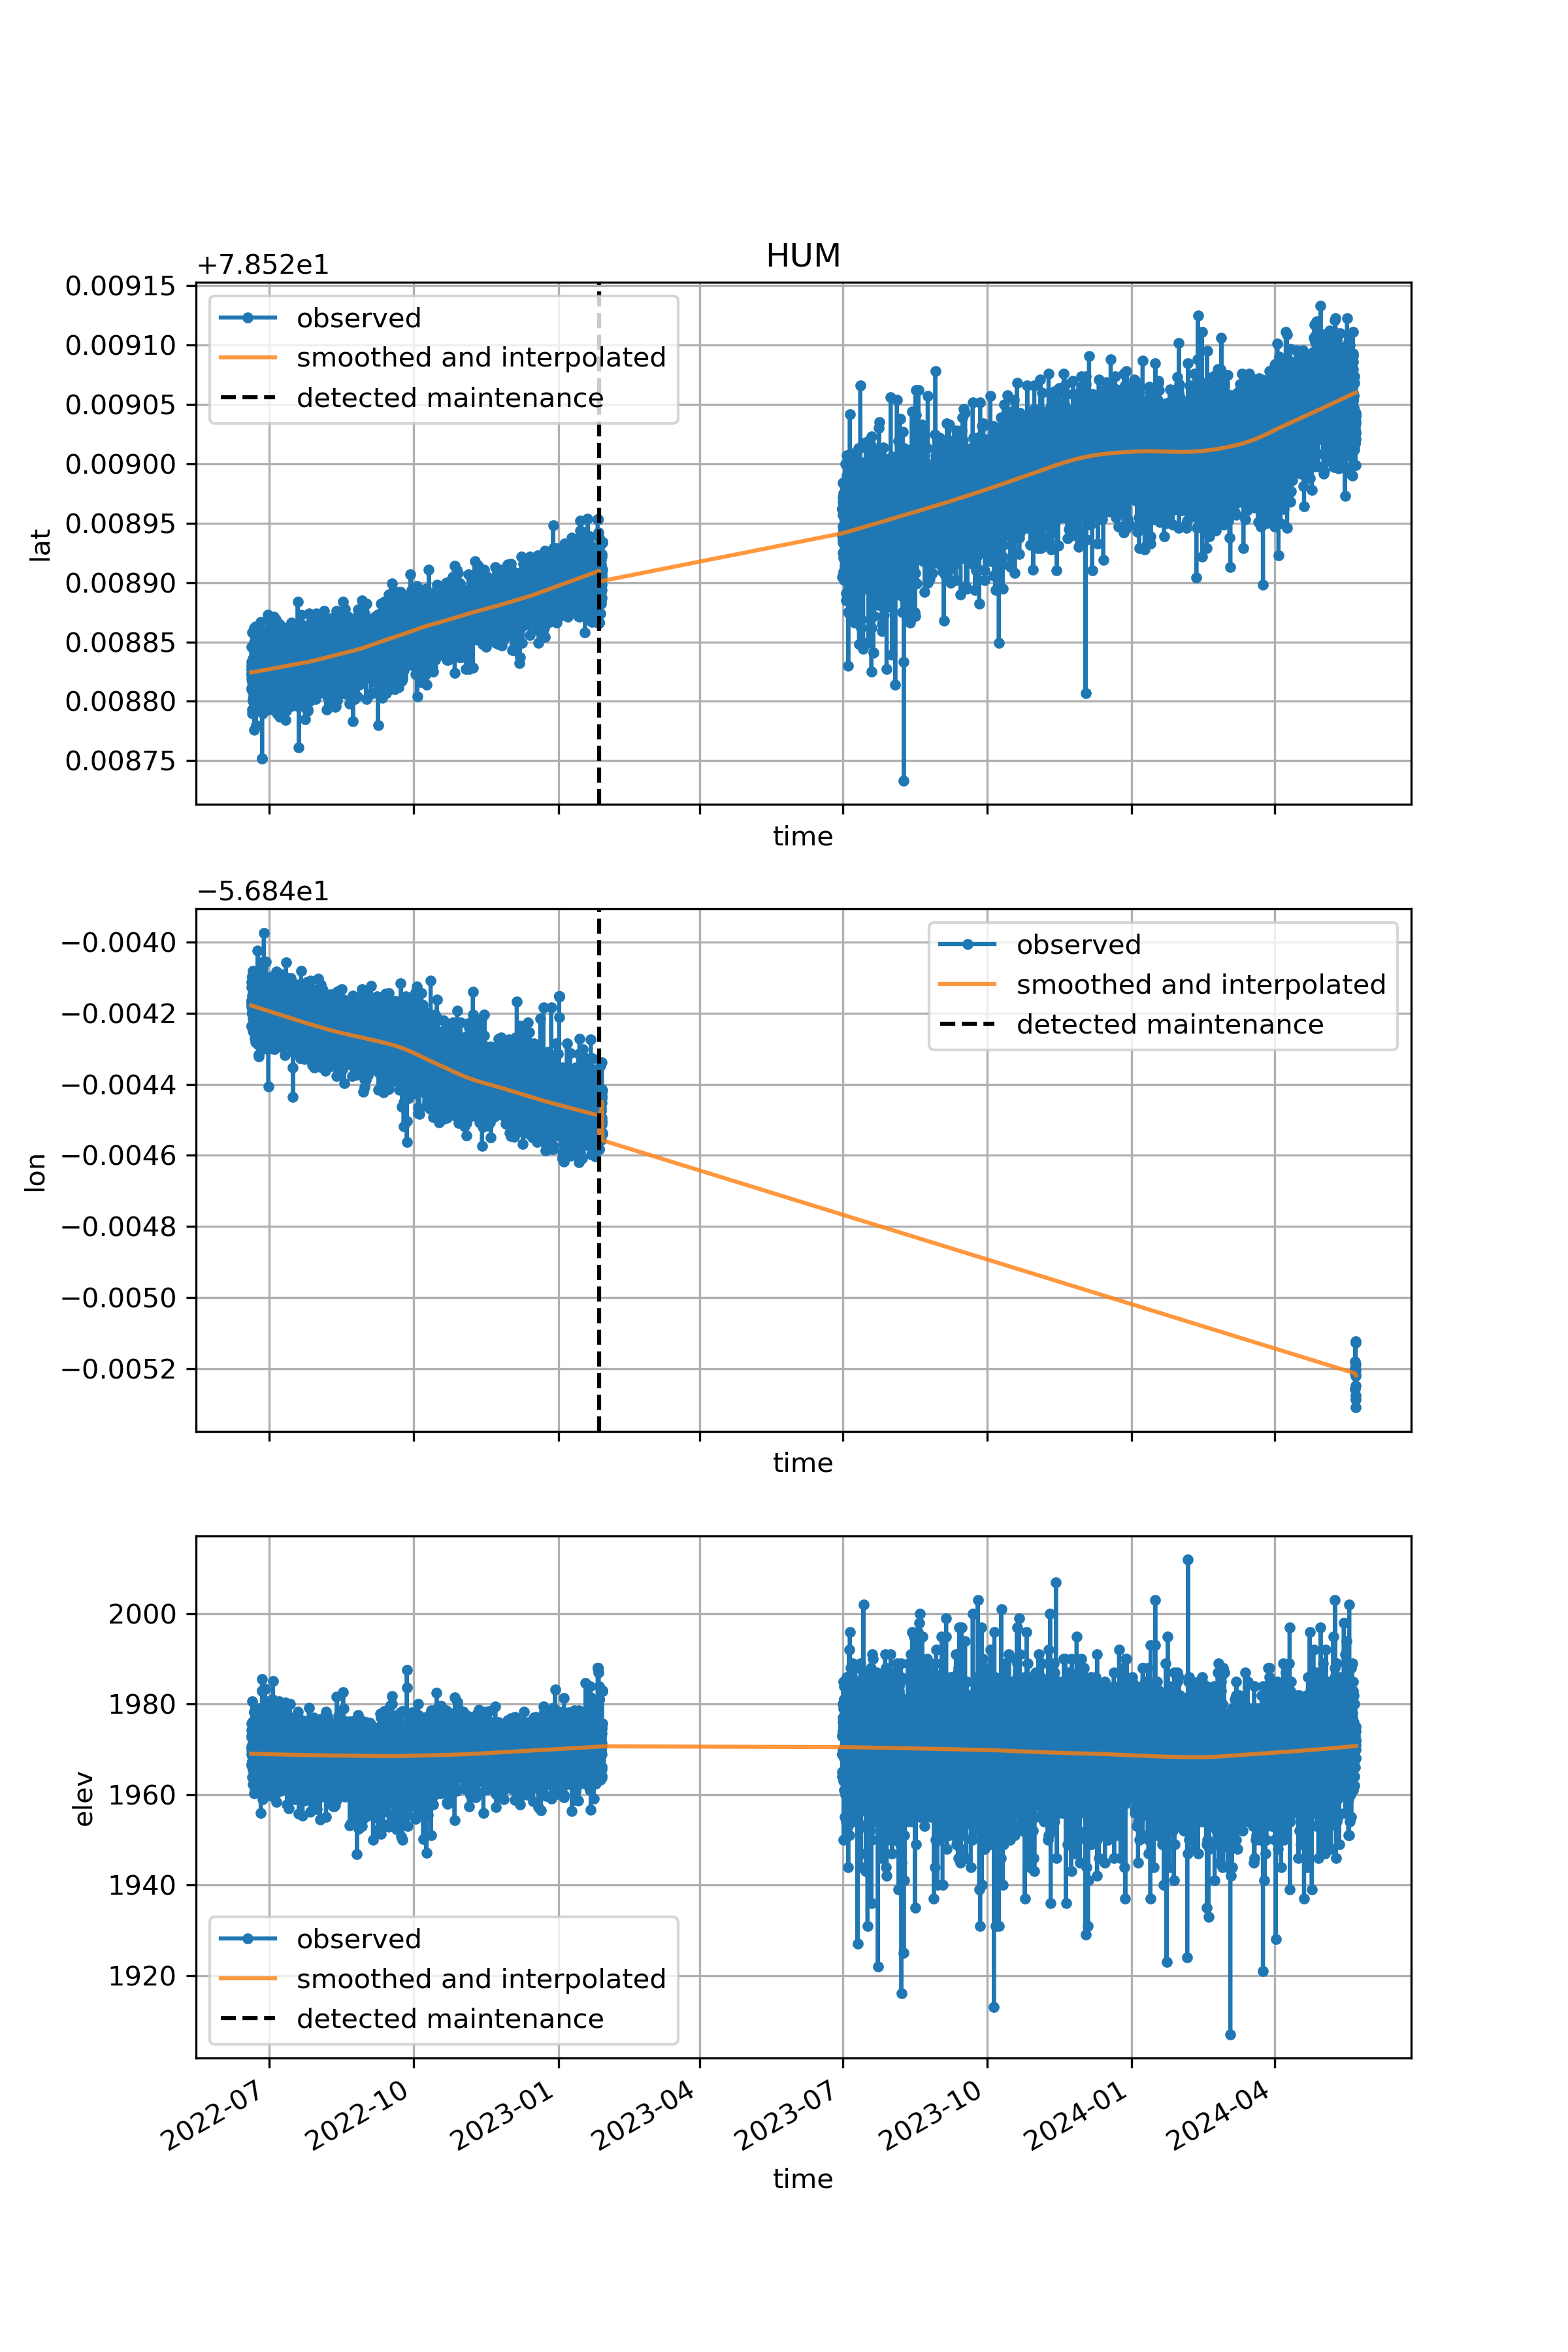 HUM
+7.852e1
0.00915
0.00910
0.00905
0.00900
0.00895
0.00890
0.00885
0.00880
0.00875
lat
observed
smoothed and interpolated
detected maintenance
time
−5.684e1
−0.0040
−0.0042
−0.0044
−0.0046
−0.0048
−0.0050
−0.0052
lon
observed
smoothed and interpolated
detected maintenance
time
2000
1980
1960
1940
1920
elev
observed
smoothed and interpolated
detected maintenance
2022-07
2022-10
2023-01
2023-04
2023-07
2023-10
2024-01
2024-04
time